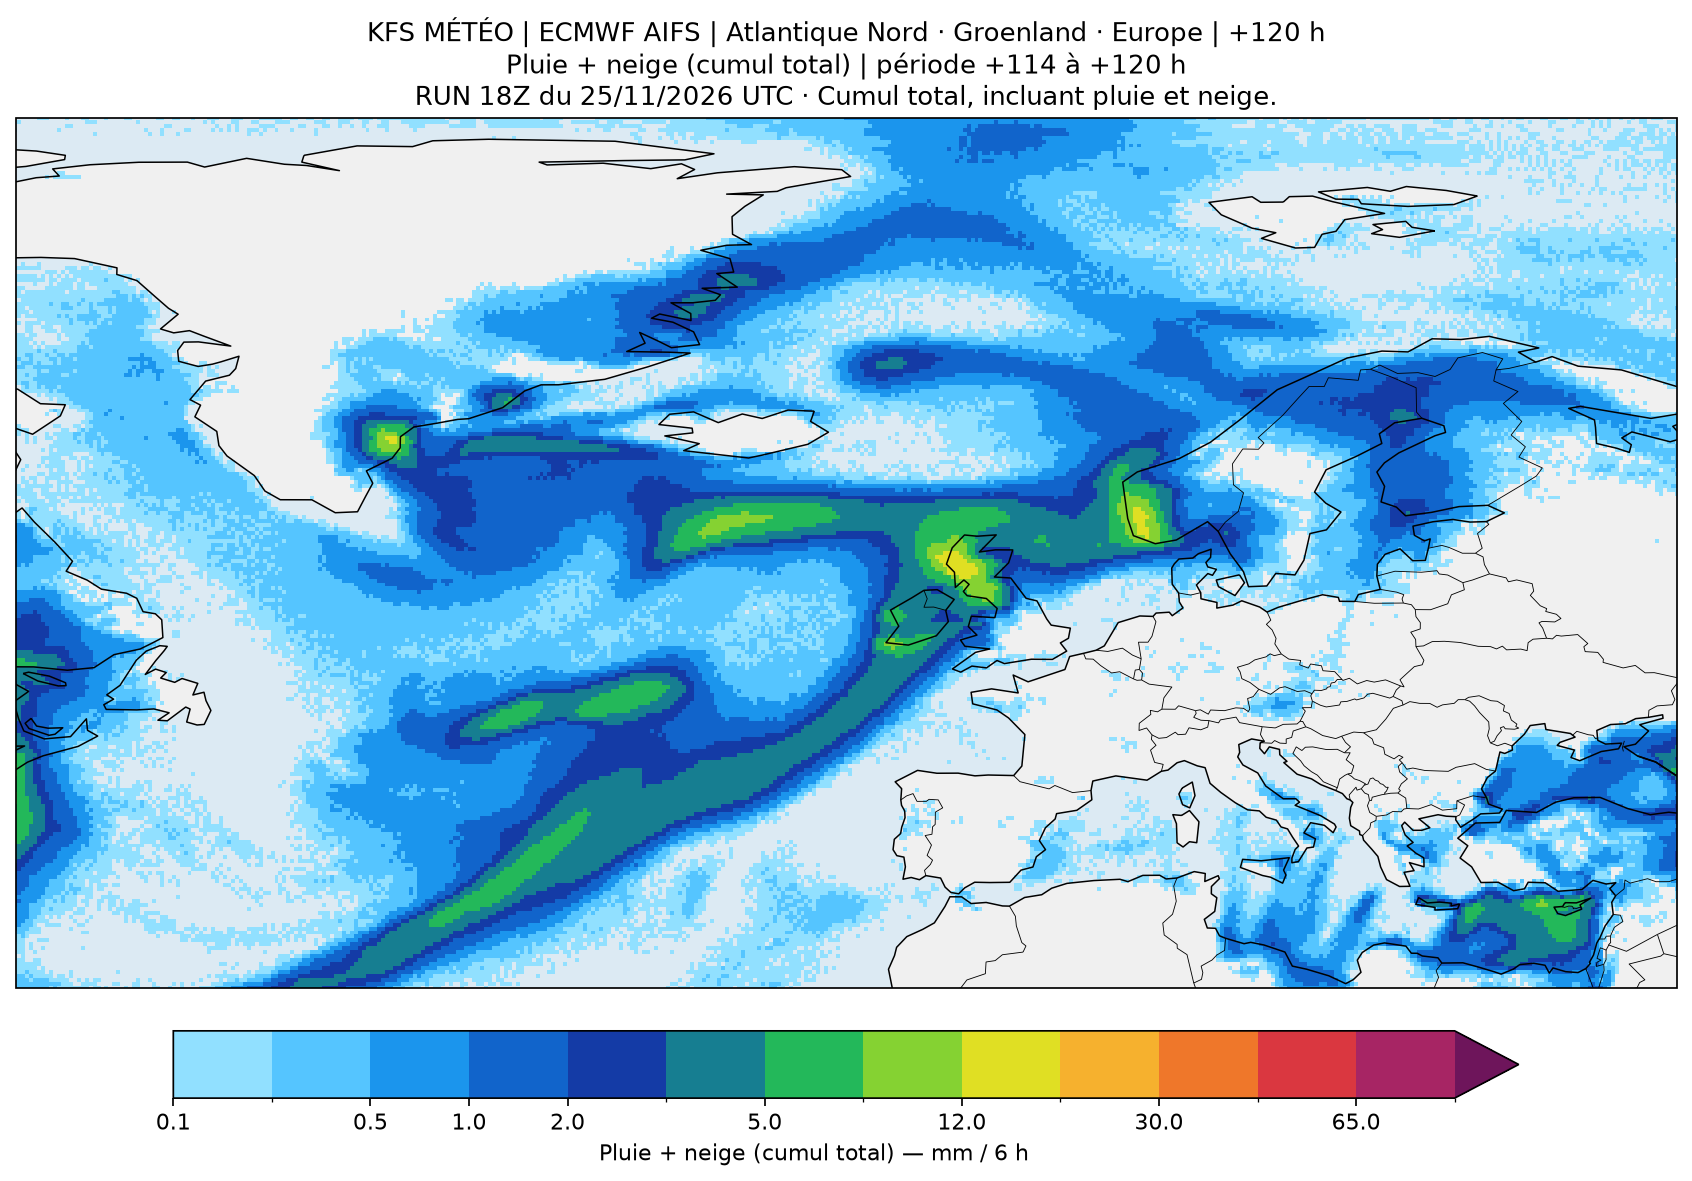 KFS MÉTÉO | ECMWF AIFS | Atlantique Nord · Groenland · Europe | +120 h
Pluie + neige (cumul total) | période +114 à +120 h
RUN 18Z du 25/11/2026 UTC · Cumul total, incluant pluie et neige.
0.1 0.5 1.0 2.0 5.0 12.0 30.0 65.0
Pluie + neige (cumul total) — mm / 6 h